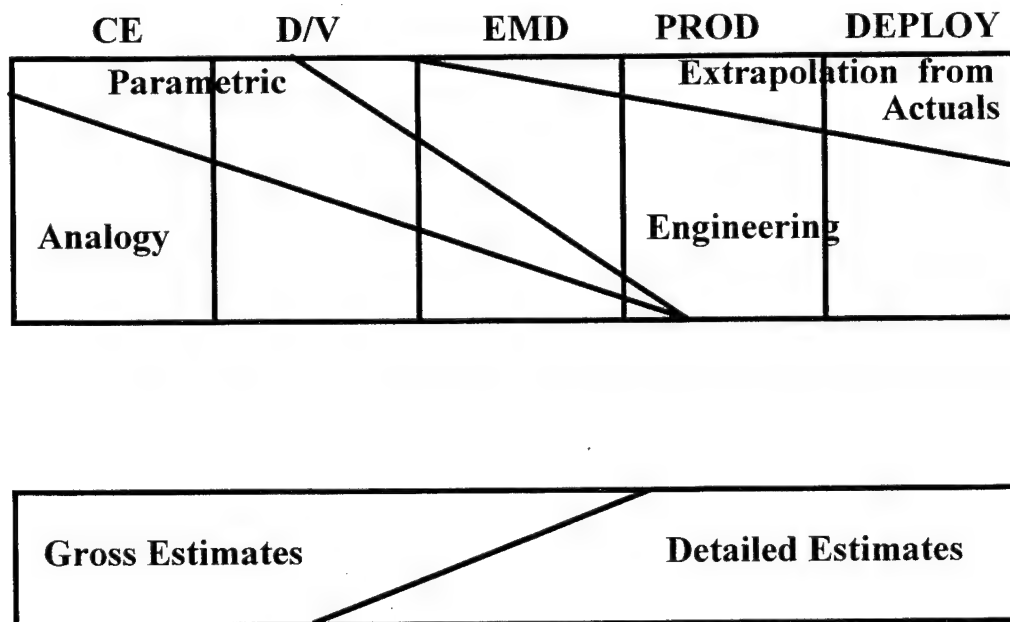 CE D/V EMD PROD DEPLOY
Parametric
Extrapolation from
Actuals
Analogy
Engineering
Gross Estimates
Detailed Estimates